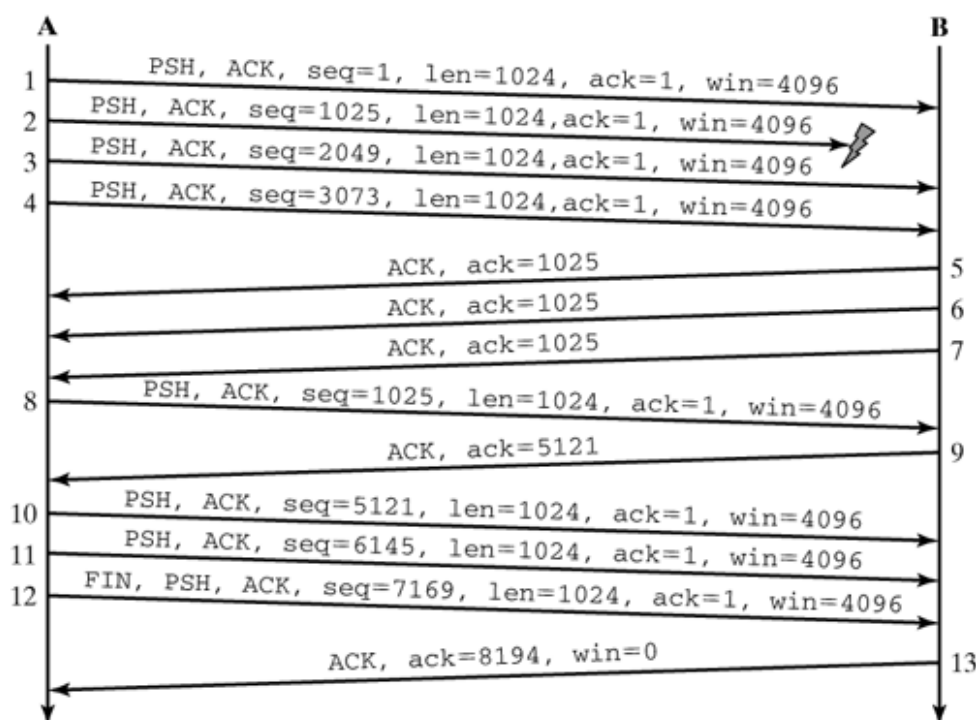 A B
1 PSH, ACK, seq=1, len=1024, ack=1, win=4096
2 PSH, ACK, seq=1025, len=1024,ack=1, win=4096
3 PSH, ACK, seq=2049, len=1024,ack=1, win=4096
4 PSH, ACK, seq=3073, len=1024,ack=1, win=4096
ACK, ack=1025 5
ACK, ack=1025 6
ACK, ack=1025 7
8 PSH, ACK, seq=1025, len=1024, ack=1, win=4096
ACK, ack=5121 9
10 PSH, ACK, seq=5121, len=1024, ack=1, win=4096
11 PSH, ACK, seq=6145, len=1024, ack=1, win=4096
12 FIN, PSH, ACK, seq=7169, len=1024, ack=1, win=4096
ACK, ack=8194, win=0 13